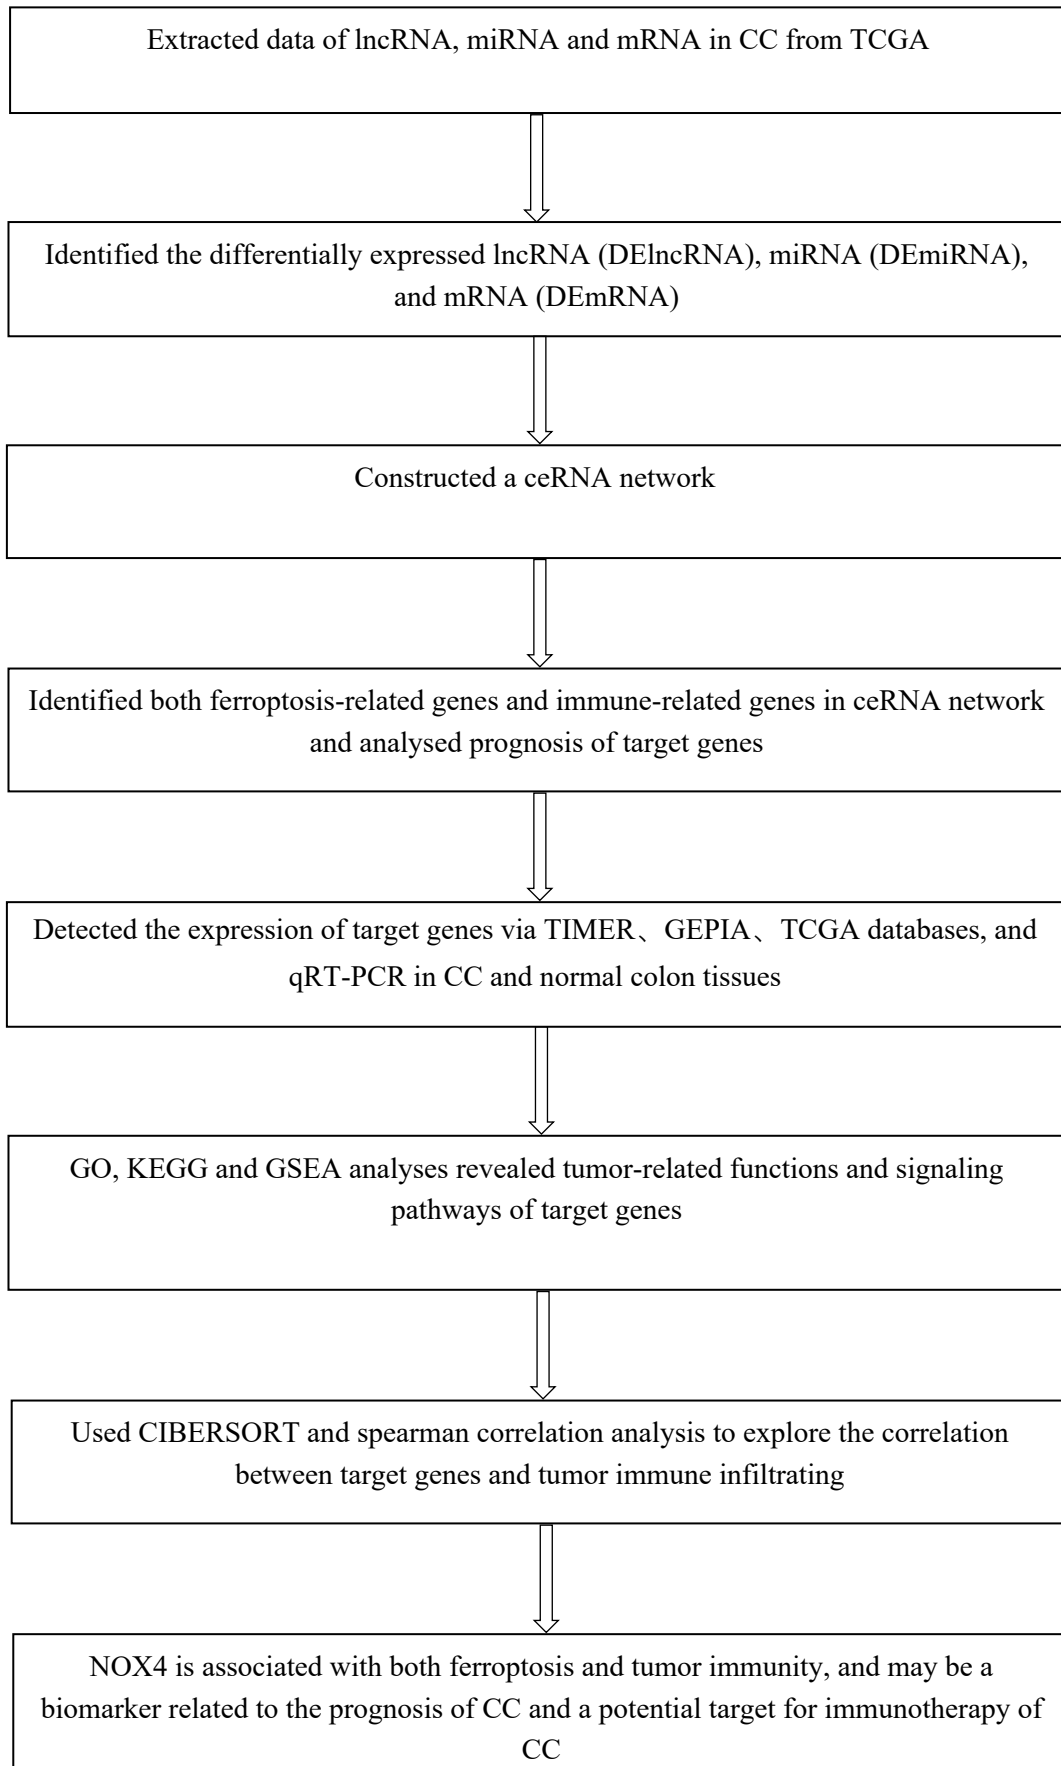 Extracted data of lncRNA, miRNA and mRNA in CC from TCGA
Identified the differentially expressed lncRNA (DElncRNA), miRNA (DEmiRNA),
and mRNA (DEmRNA)
Constructed a ceRNA network
Identified both ferroptosis-related genes and immune-related genes in ceRNA network
and analysed prognosis of target genes
Detected the expression of target genes via TIMER、GEPIA、TCGA databases, and
qRT-PCR in CC and normal colon tissues
GO, KEGG and GSEA analyses revealed tumor-related functions and signaling
pathways of target genes
Used CIBERSORT and spearman correlation analysis to explore the correlation
between target genes and tumor immune infiltrating
NOX4 is associated with both ferroptosis and tumor immunity, and may be a
biomarker related to the prognosis of CC and a potential target for immunotherapy of
CC